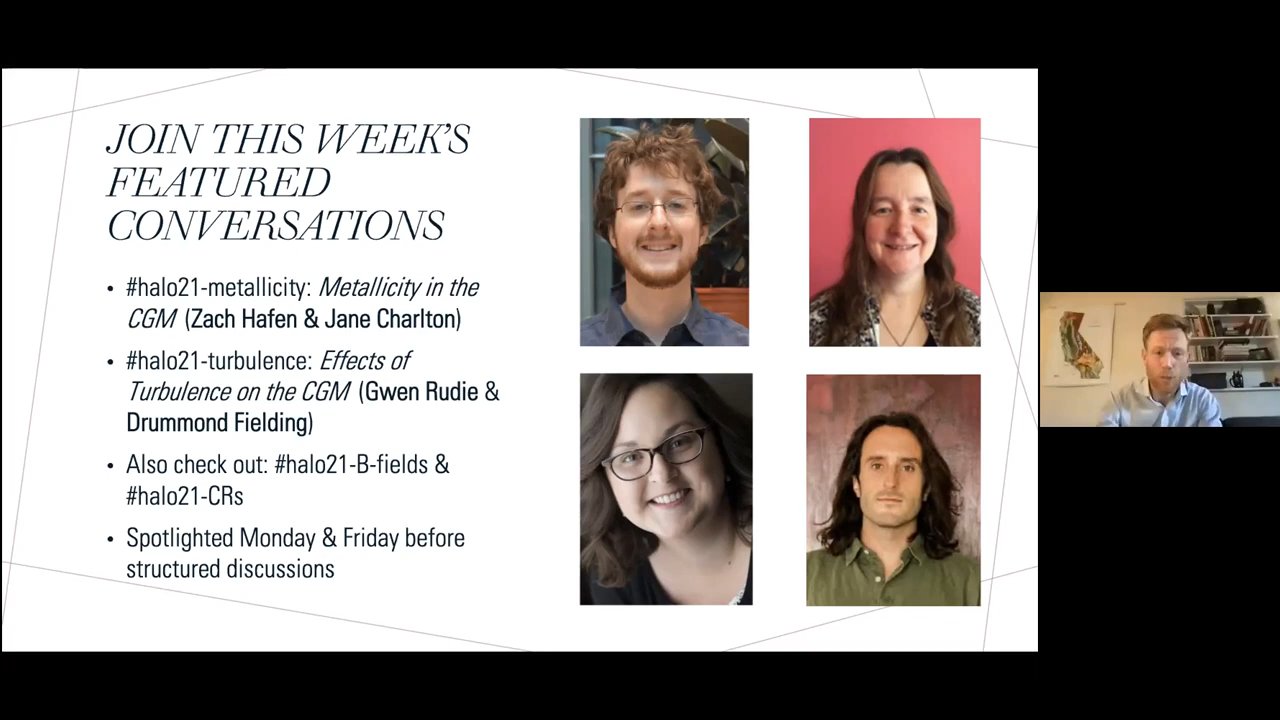 JOIN THIS WEEK'S
FEATURED
CONVERSATIONS
• #halo21-metallicity: Metallicity in the
CGM (Zach Hafen & Jane Charlton)
• #halo21-turbulence: Effects of
Turbulence on the CGM (Gwen Rudie &
Drummond Fielding)
• Also check out: #halo21-B-fields &
#halo21-CRs
• Spotlighted Monday & Friday before
structured discussions